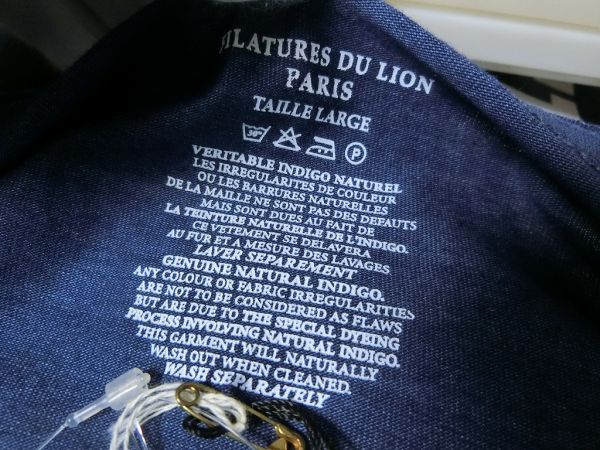 FILATURES DU LION
PARIS
TAILLE LARGE
30°
P
VERITABLE INDIGO NATUREL
LES IRREGULARITES DE COULEUR
OU LES BARRURES NATURELLES
DE LA MAILLE NE SONT PAS DES DEFAUTS
MAIS SONT DUES AU FAIT DE
LA TEINTURE NATURELLE DE L'INDIGO.
CE VETEMENT SE DELAVERA
AU FUR ET A MESURE DES LAVAGES
LAVER SEPAREMENT
GENUINE NATURAL INDIGO.
ANY COLOUR OR FABRIC IRREGULARITIES
ARE NOT TO BE CONSIDERED AS FLAWS
BUT ARE DUE TO THE SPECIAL DYEING
PROCESS INVOLVING NATURAL INDIGO.
THIS GARMENT WILL NATURALLY
WASH OUT WHEN CLEANED.
WASH SEPARATELY